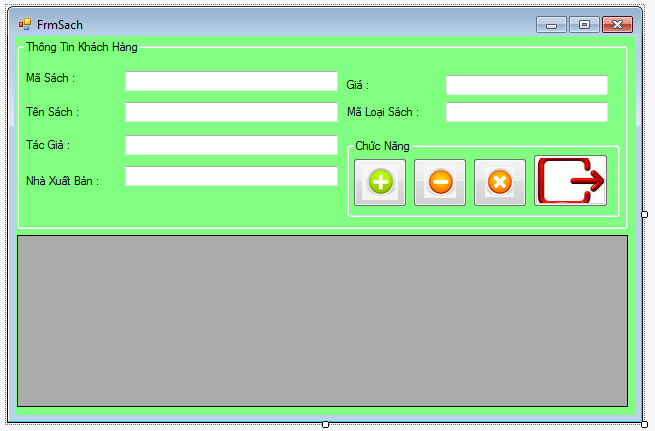 FrmSach
Thông Tin Khách Hàng
Mã Sách :
Giá :
Tên Sách :
Mã Loại Sách :
Tác Giả :
Chức Năng
Nhà Xuất Bản :